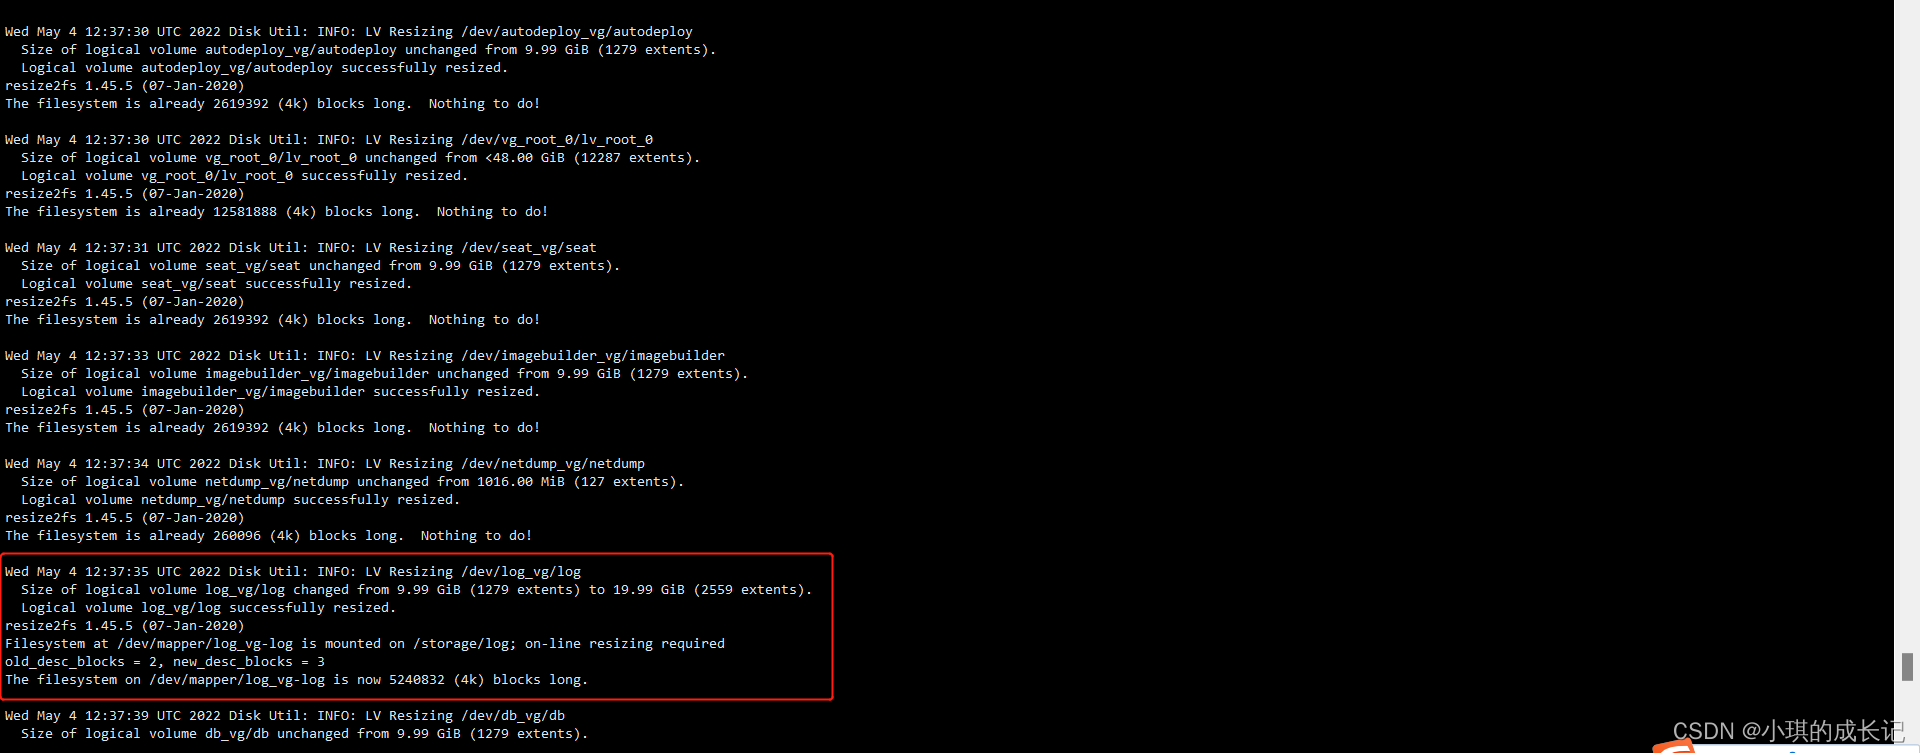 Wed May 4 12:37:30 UTC 2022 Disk Util: INFO: LV Resizing /dev/autodeploy_vg/autodeploy
  Size of logical volume autodeploy_vg/autodeploy unchanged from 9.99 GiB (1279 extents).
  Logical volume autodeploy_vg/autodeploy successfully resized.
resize2fs 1.45.5 (07-Jan-2020)
The filesystem is already 2619392 (4k) blocks long.  Nothing to do!
Wed May 4 12:37:30 UTC 2022 Disk Util: INFO: LV Resizing /dev/vg_root_0/lv_root_0
  Size of logical volume vg_root_0/lv_root_0 unchanged from <48.00 GiB (12287 extents).
  Logical volume vg_root_0/lv_root_0 successfully resized.
resize2fs 1.45.5 (07-Jan-2020)
The filesystem is already 12581888 (4k) blocks long.  Nothing to do!
Wed May 4 12:37:31 UTC 2022 Disk Util: INFO: LV Resizing /dev/seat_vg/seat
  Size of logical volume seat_vg/seat unchanged from 9.99 GiB (1279 extents).
  Logical volume seat_vg/seat successfully resized.
resize2fs 1.45.5 (07-Jan-2020)
The filesystem is already 2619392 (4k) blocks long.  Nothing to do!
Wed May 4 12:37:33 UTC 2022 Disk Util: INFO: LV Resizing /dev/imagebuilder_vg/imagebuilder
  Size of logical volume imagebuilder_vg/imagebuilder unchanged from 9.99 GiB (1279 extents).
  Logical volume imagebuilder_vg/imagebuilder successfully resized.
resize2fs 1.45.5 (07-Jan-2020)
The filesystem is already 2619392 (4k) blocks long.  Nothing to do!
Wed May 4 12:37:34 UTC 2022 Disk Util: INFO: LV Resizing /dev/netdump_vg/netdump
  Size of logical volume netdump_vg/netdump unchanged from 1016.00 MiB (127 extents).
  Logical volume netdump_vg/netdump successfully resized.
resize2fs 1.45.5 (07-Jan-2020)
The filesystem is already 260096 (4k) blocks long.  Nothing to do!
Wed May 4 12:37:35 UTC 2022 Disk Util: INFO: LV Resizing /dev/log_vg/log
  Size of logical volume log_vg/log changed from 9.99 GiB (1279 extents) to 19.99 GiB (2559 extents).
  Logical volume log_vg/log successfully resized.
resize2fs 1.45.5 (07-Jan-2020)
Filesystem at /dev/mapper/log_vg-log is mounted on /storage/log; on-line resizing required
old_desc_blocks = 2, new_desc_blocks = 3
The filesystem on /dev/mapper/log_vg-log is now 5240832 (4k) blocks long.
Wed May 4 12:37:39 UTC 2022 Disk Util: INFO: LV Resizing /dev/db_vg/db
  Size of logical volume db_vg/db unchanged from 9.99 GiB (1279 extents).
CSDN @小琪的成长记